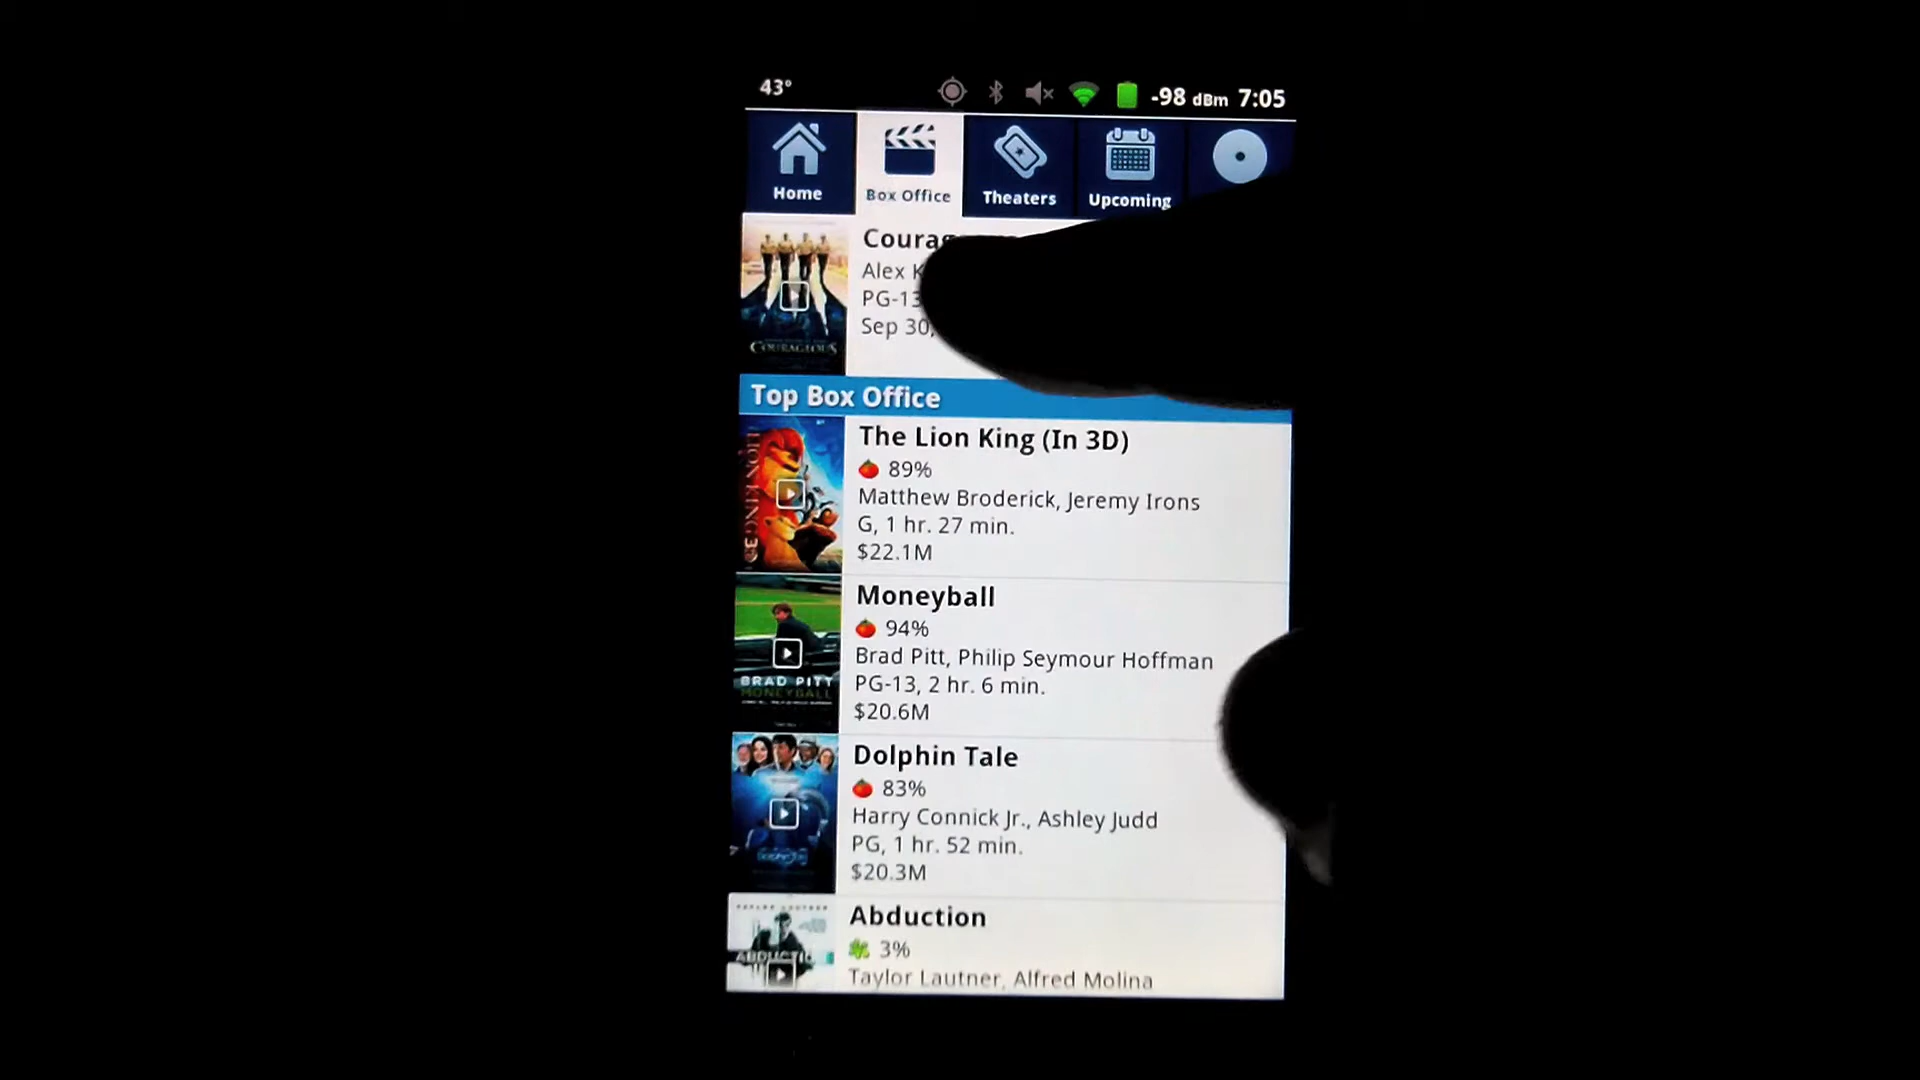 43°
-98 dBm 7:05
Home
Box Office
Theaters
Upcoming
Alex
PG-13
Sep 30,
COURAGEOUS
Top Box Office
The Lion King (In 3D)
89%
Matthew Broderick, Jeremy Irons
G, 1 hr. 27 min.
$22.1M
Moneyball
94%
Brad Pitt, Philip Seymour Hoffman
PG-13, 2 hr. 6 min.
$20.6M
BRAD PITT
MONEYBALL
Dolphin Tale
83%
Harry Connick Jr., Ashley Judd
PG, 1 hr. 52 min.
$20.3M
Abduction
3%
Taylor Lautner, Alfred Molina